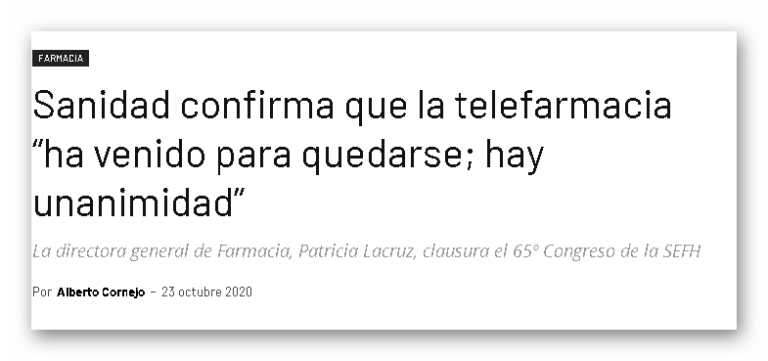 FARMACIA
Sanidad confirma que la telefarmacia
“ha venido para quedarse; hay
unanimidad”
La directora general de Farmacia, Patricia Lacruz, clausura el 65º Congreso de la SEFH
Por Alberto Cornejo - 23 octubre 2020